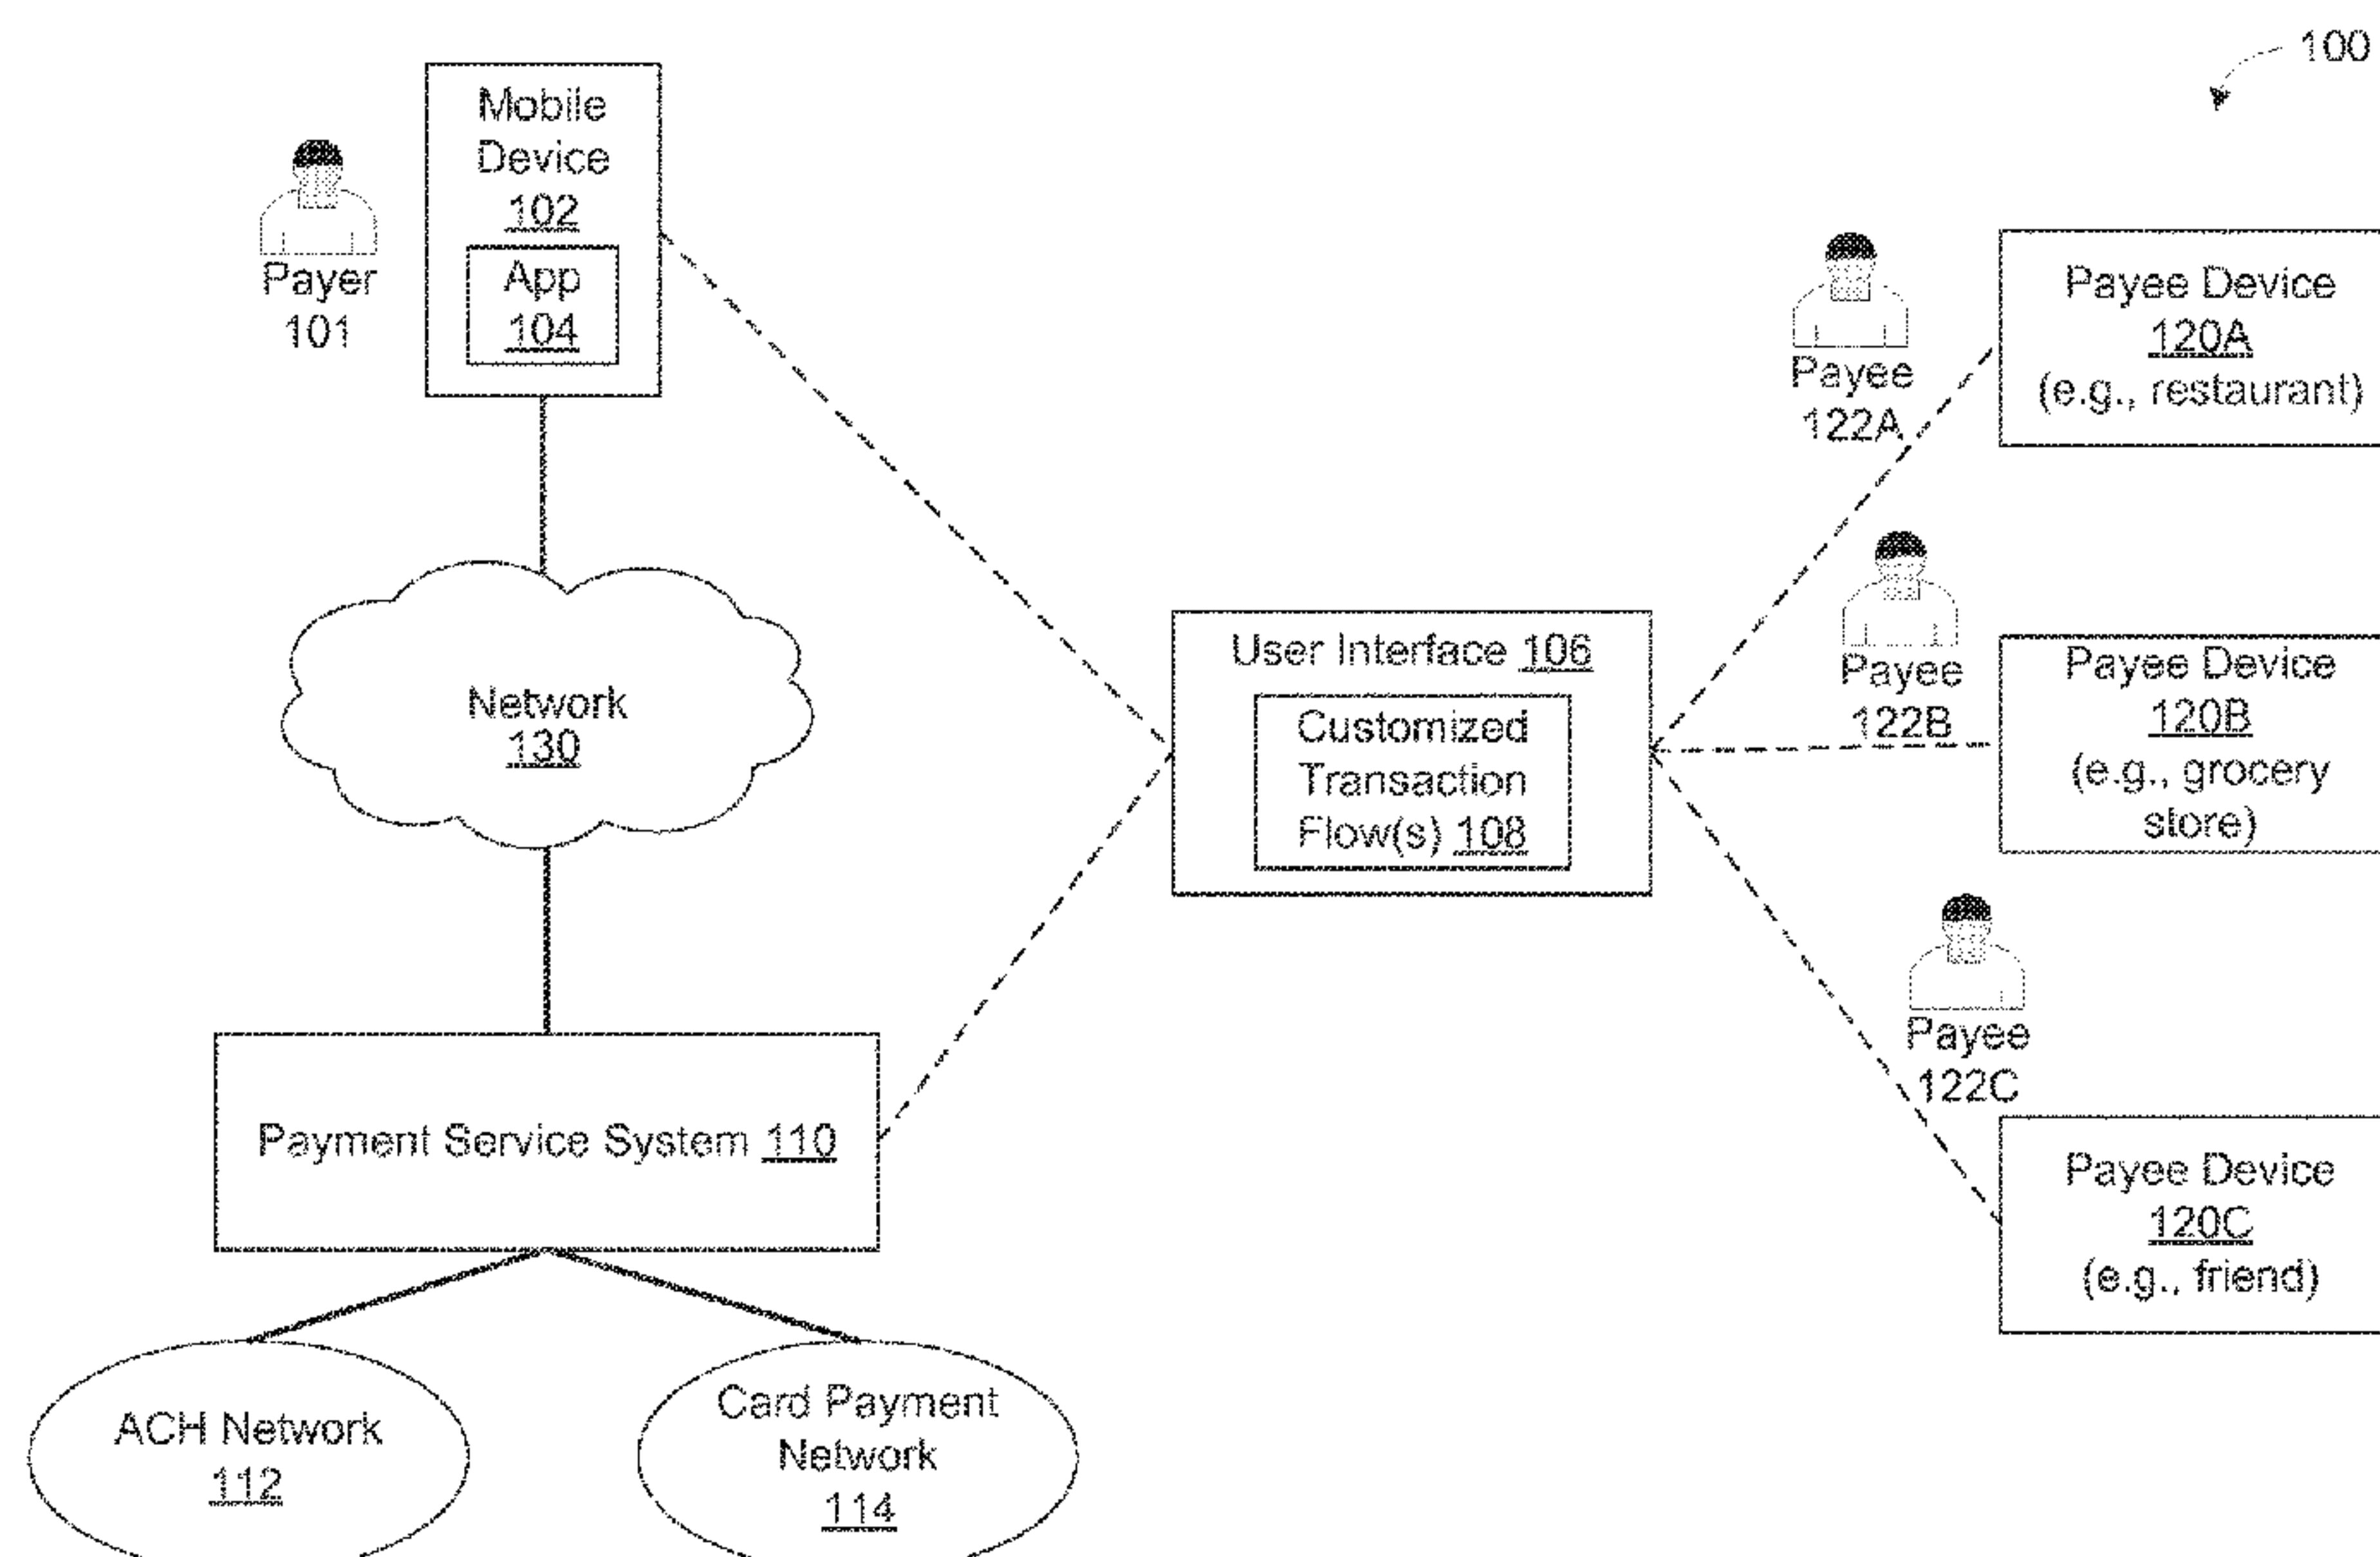 100
Mobile
Device
102
App
104
Payer
101
Payee
122A
Payee Device
120A
(e.g., restaurant)
Network
130
User Interface 106
Customized
Transaction
Flow(s) 108
Payee
122B
Payee Device
120B
(e.g., grocery
store)
Payee
122C
Payee Device
120C
(e.g., friend)
Payment Service System 110
ACH Network
112
Card Payment
Network
114